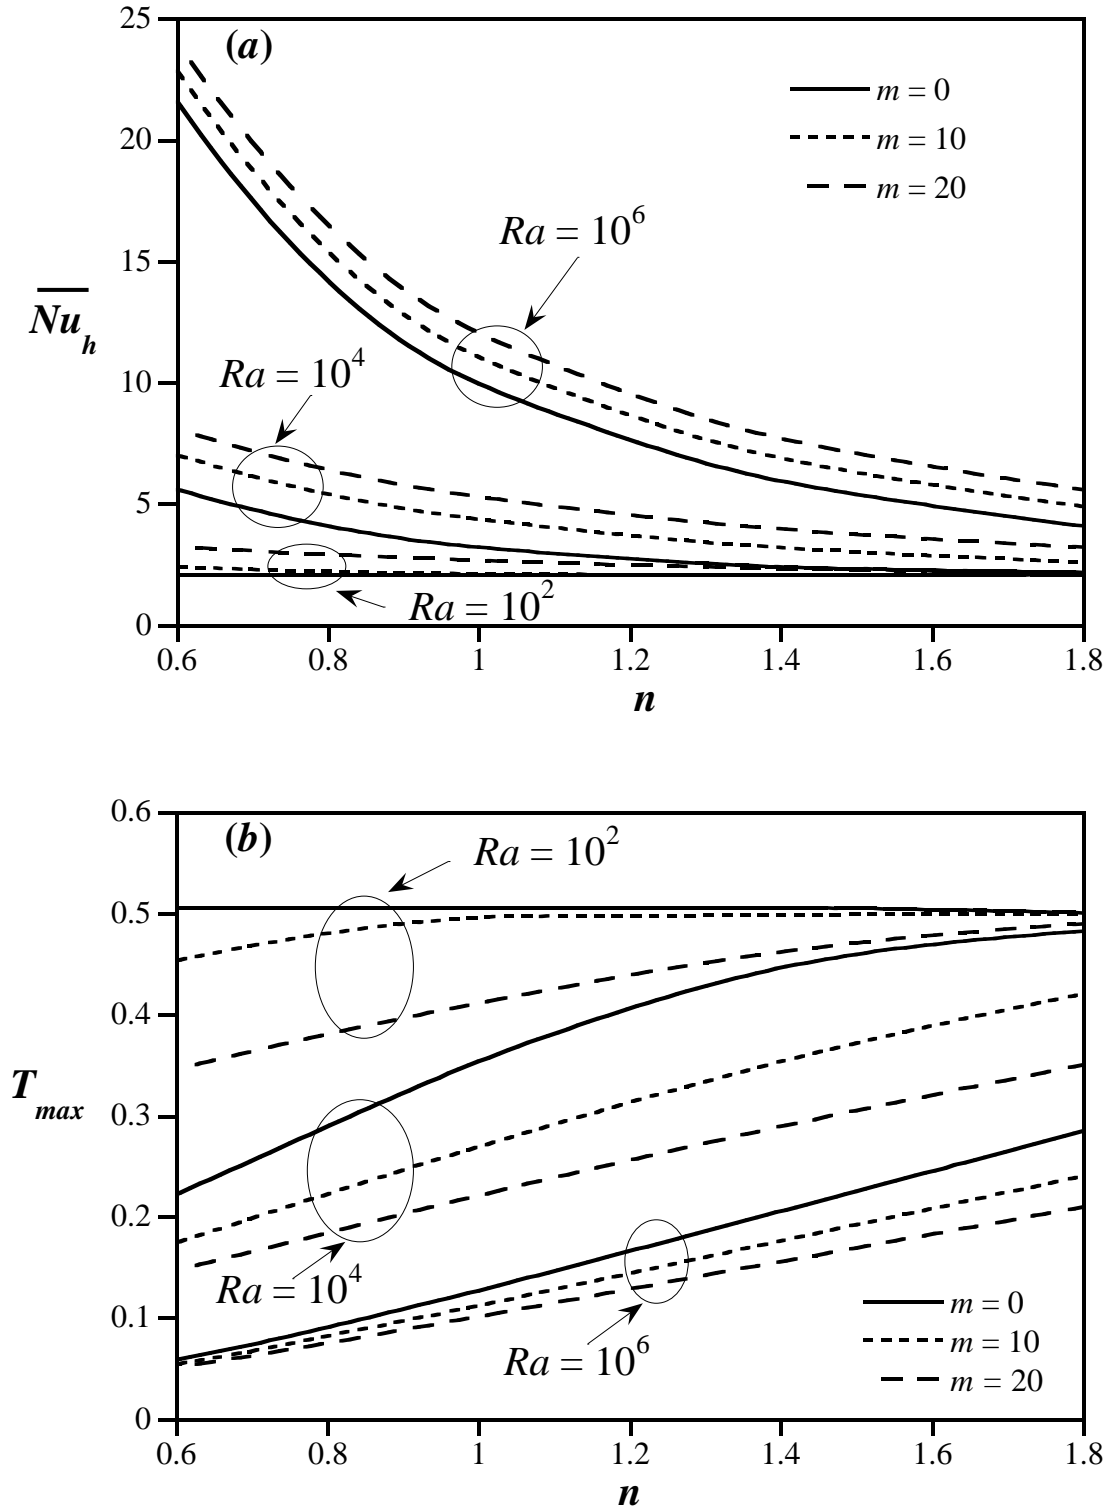 25
(a)
m = 0
m = 10
20
m = 20
Ra = 10^6
15
Nu_h
Ra = 10^4
10
5
Ra = 10^2
0
0.6 0.8 1 1.2 1.4 1.6 1.8
n
0.6
(b)
Ra = 10^2
0.5
0.4
T_max
0.3
0.2
Ra = 10^4
0.1
m = 0
m = 10
Ra = 10^6
m = 20
0
0.6 0.8 1 1.2 1.4 1.6 1.8
n